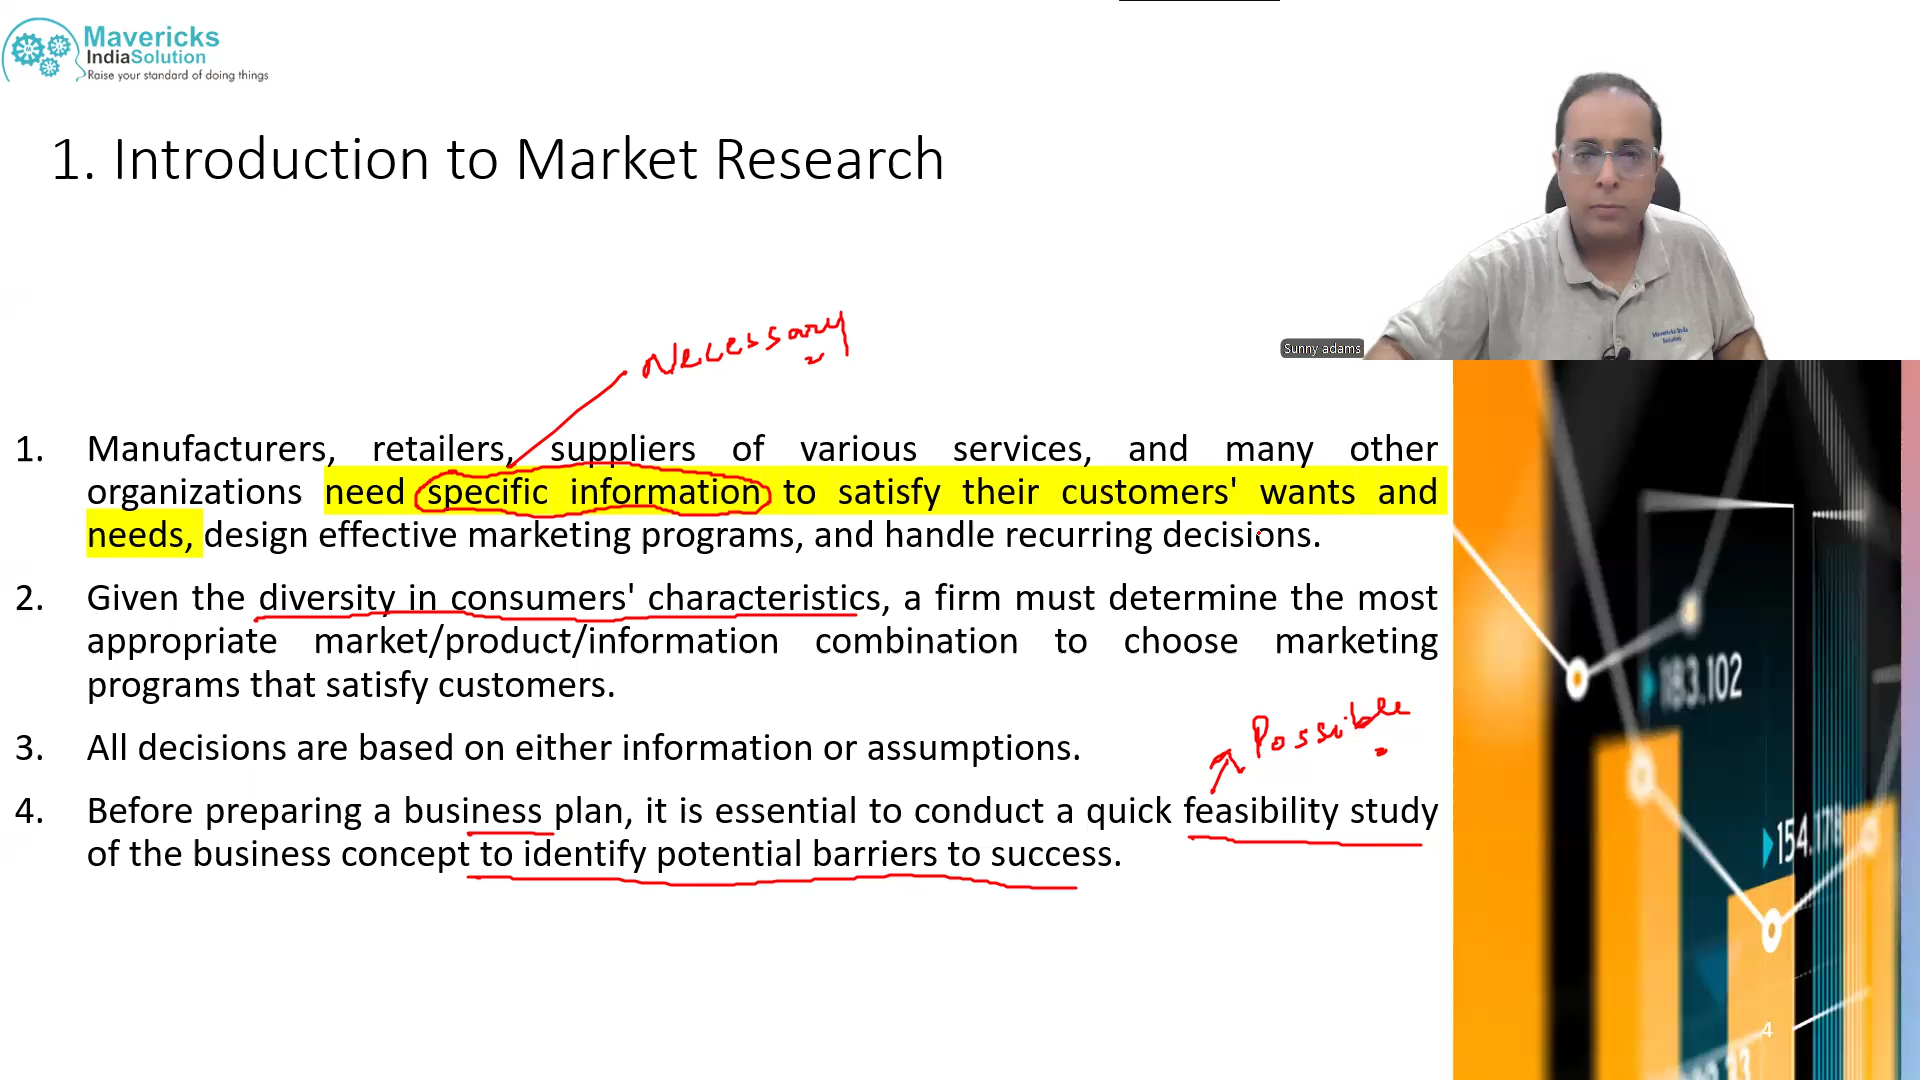 Mavericks
IndiaSolution
Raise your standard of doing things
1. Introduction to Market Research
Sunny adams
Mavericks Skills
Solution
Necessary
1. Manufacturers, retailers, suppliers of various services, and many other
organizations need specific information to satisfy their customers' wants and
needs, design effective marketing programs, and handle recurring decisions.
2. Given the diversity in consumers' characteristics, a firm must determine the most
appropriate market/product/information combination to choose marketing
programs that satisfy customers.
3. All decisions are based on either information or assumptions.
Possible
4. Before preparing a business plan, it is essential to conduct a quick feasibility study
of the business concept to identify potential barriers to success.
183.102
154.178
4